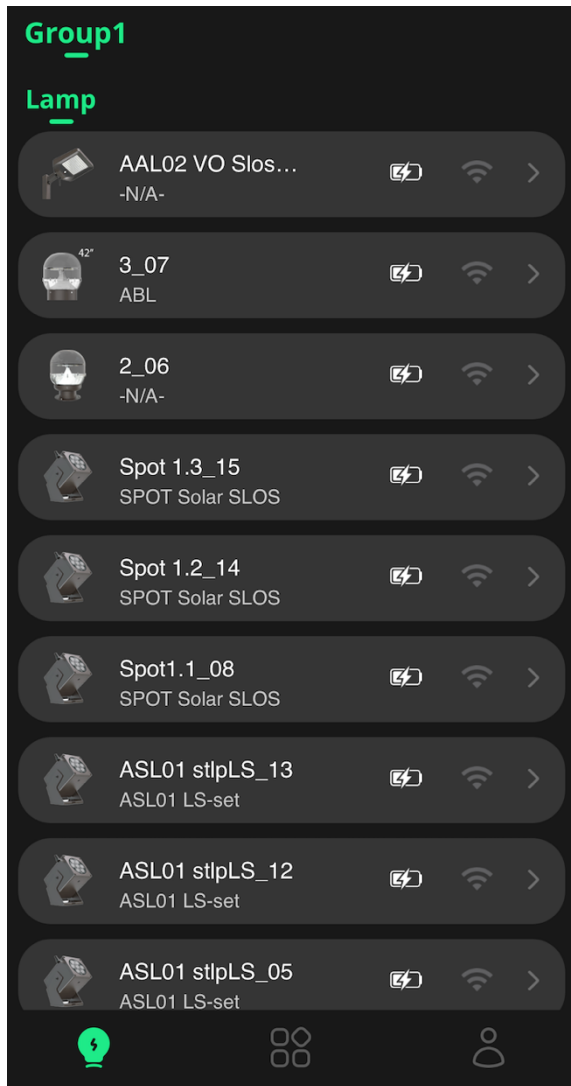 Group1
Lamp
AAL02 VO Slos...
-N/A-
42"
3_07
ABL
2_06
-N/A-
Spot 1.3_15
SPOT Solar SLOS
Spot 1.2_14
SPOT Solar SLOS
Spot1.1_08
SPOT Solar SLOS
ASL01 stlpLS_13
ASL01 LS-set
ASL01 stlpLS_12
ASL01 LS-set
ASL01 stlpLS_05
ASL01 LS-set